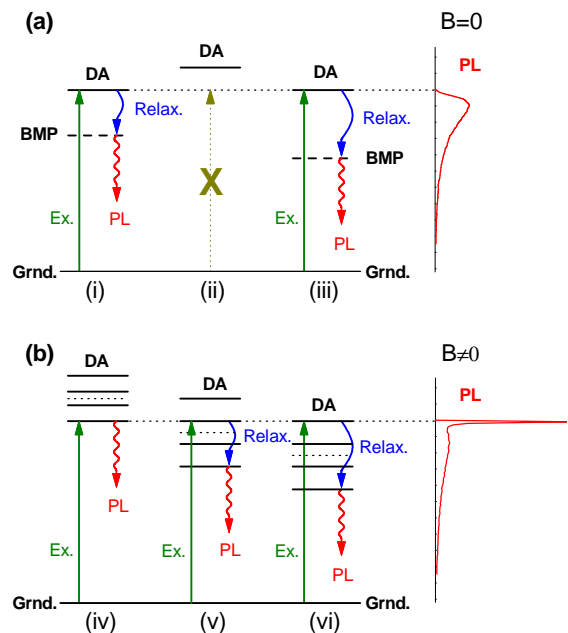 (a)
B=0
DA
DA
DA
PL
Relax.
Relax.
BMP
BMP
X
Ex.
PL
Ex.
PL
Grnd.
Grnd.
(i)
(ii)
(iii)
(b)
B≠0
DA
DA
DA
PL
Relax.
Relax.
PL
Ex.
PL
Ex.
PL
Ex.
Grnd.
Grnd.
(iv)
(v)
(vi)